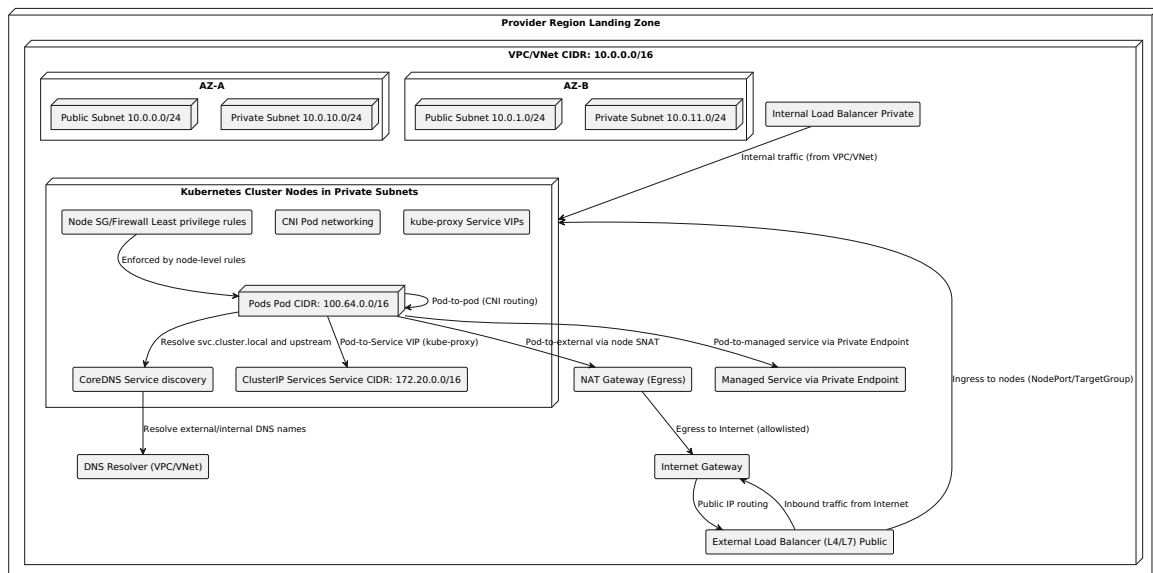 Provider Region Landing Zone
VPC/VNet CIDR: 10.0.0.0/16
AZ-A
Public Subnet 10.0.0.0/24
Private Subnet 10.0.10.0/24
AZ-B
Public Subnet 10.0.1.0/24
Private Subnet 10.0.11.0/24
Internal Load Balancer Private
Internal traffic (from VPC/VNet)
Kubernetes Cluster Nodes in Private Subnets
Node SG/Firewall Least privilege rules
CNI Pod networking
kube-proxy Service VIPs
Enforced by node-level rules
Pods Pod CIDR: 100.64.0.0/16
Pod-to-pod (CNI routing)
Resolve svc.cluster.local and upstream
Pod-to-Service VIP (kube-proxy)
Pod-to-external via node SNAT
Pod-to-managed service via Private Endpoint
CoreDNS Service discovery
ClusterIP Services Service CIDR: 172.20.0.0/16
NAT Gateway (Egress)
Managed Service via Private Endpoint
Ingress to nodes (NodePort/TargetGroup)
Resolve external/internal DNS names
Egress to Internet (allowlisted)
DNS Resolver (VPC/VNet)
Internet Gateway
Public IP routing
Inbound traffic from Internet
External Load Balancer (L4/L7) Public